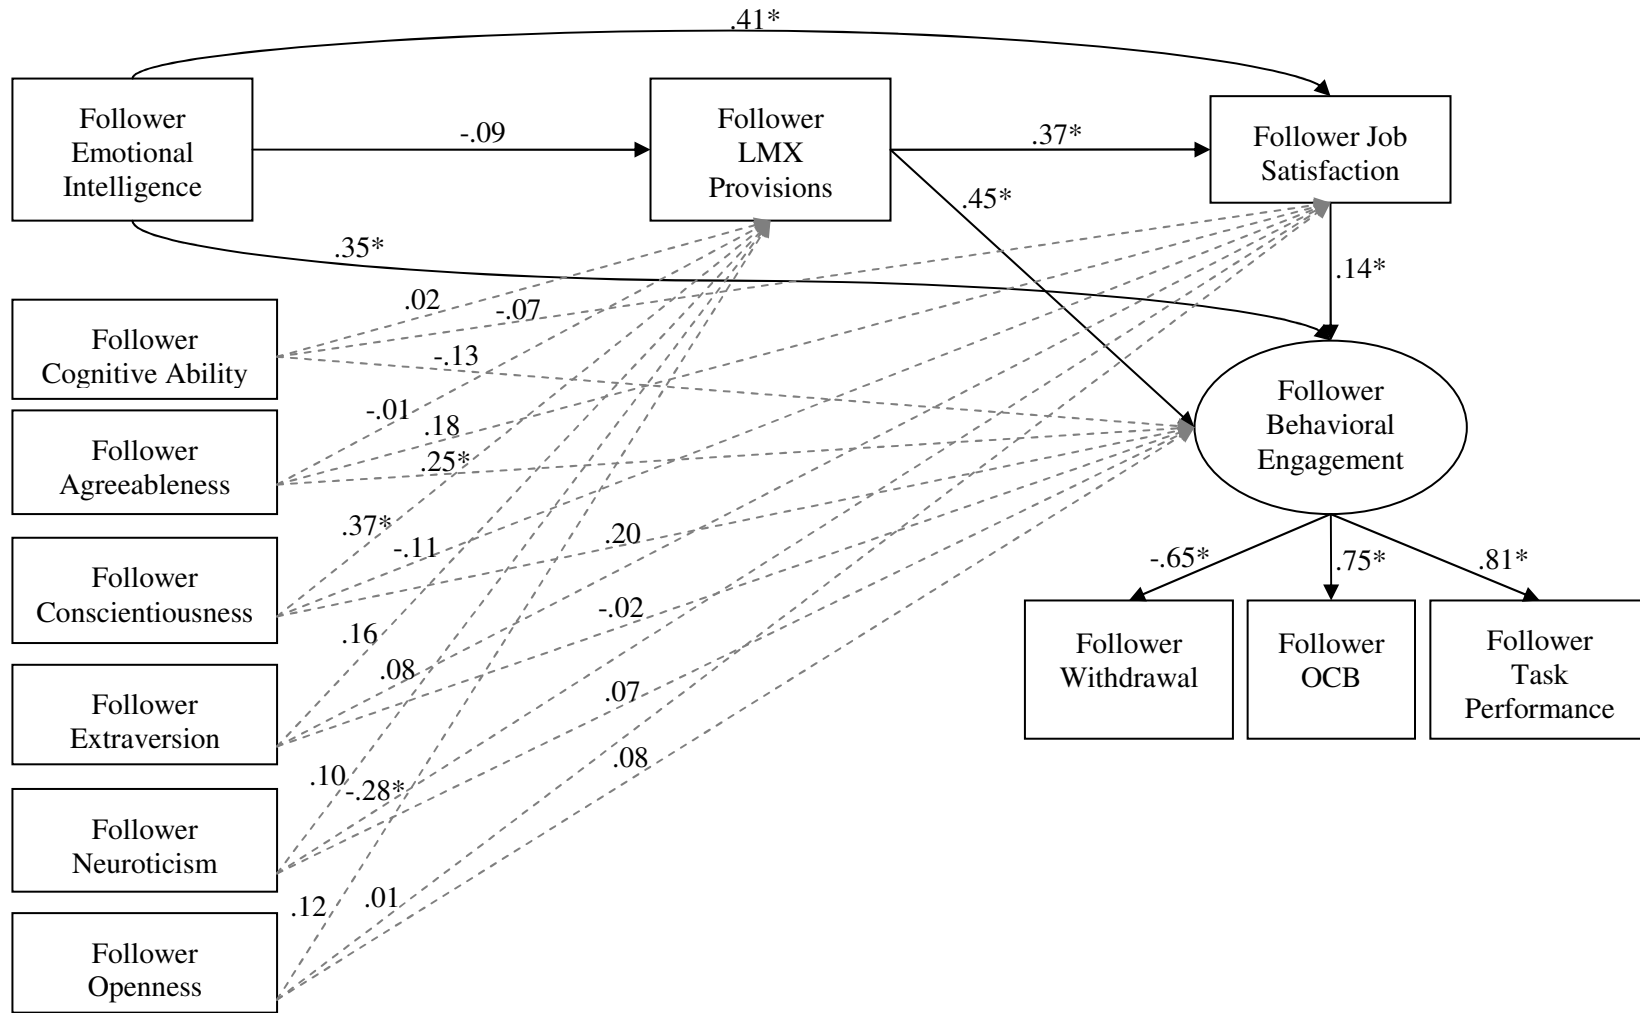 .41*
Follower
Emotional
Intelligence
-.09
Follower
LMX
Provisions
.37*
Follower Job
Satisfaction
.45*
.35*
.14*
.02
-.07
Follower
Cognitive Ability
-.13
Follower
Behavioral
Engagement
-.01
.18
Follower
Agreeableness
.25*
.37*
-.11
.20
-.65*
.75*
.81*
Follower
Conscientiousness
-.02
.16
Follower
Withdrawal
Follower
OCB
Follower
Task
Performance
.08
.07
Follower
Extraversion
.08
.10
-.28*
Follower
Neuroticism
.12
.01
Follower
Openness